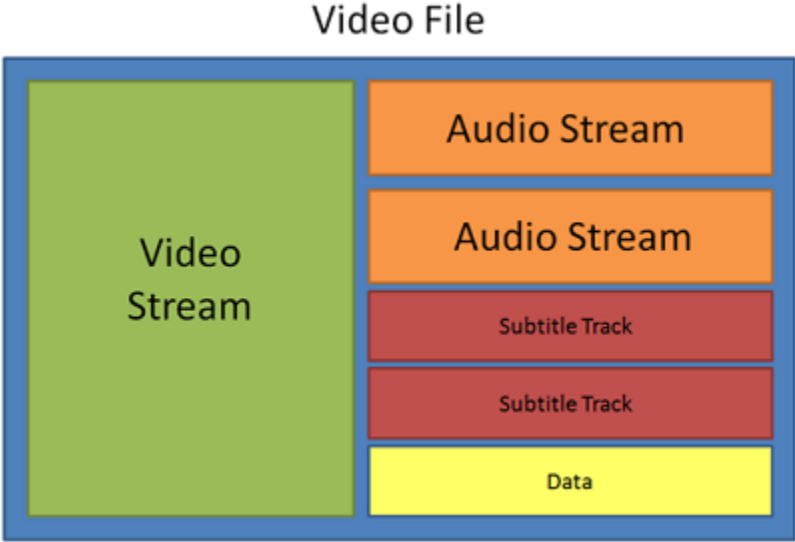 Video File
Video
Stream
Audio Stream
Audio Stream
Subtitle Track
Subtitle Track
Data